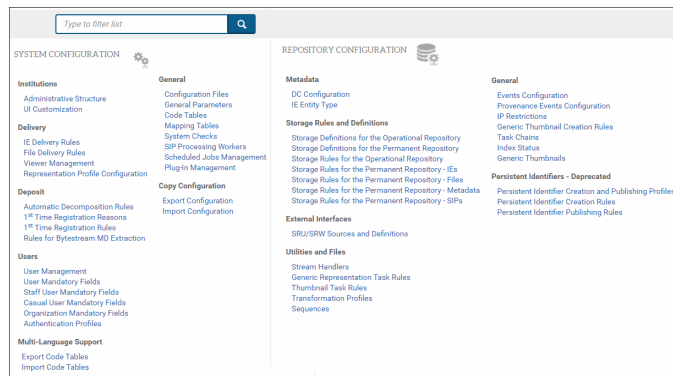 Type to filter list
SYSTEM CONFIGURATION
Institutions
Administrative Structure
UI Customization
Delivery
IE Delivery Rules
File Delivery Rules
Viewer Management
Representation Profile Configuration
Deposit
Automatic Decomposition Rules
1st Time Registration Reasons
1st Time Registration Rules
Rules for Bytestream MD Extraction
Users
User Management
User Mandatory Fields
Staff User Mandatory Fields
Casual User Mandatory Fields
Organization Mandatory Fields
Authentication Profiles
Multi-Language Support
Export Code Tables
Import Code Tables
General
Configuration Files
General Parameters
Code Tables
Mapping Tables
System Checks
SIP Processing Workers
Scheduled Jobs Management
Plug-In Management
Copy Configuration
Export Configuration
Import Configuration
REPOSITORY CONFIGURATION
Metadata
DC Configuration
IE Entity Type
Storage Rules and Definitions
Storage Definitions for the Operational Repository
Storage Definitions for the Permanent Repository
Storage Rules for the Operational Repository
Storage Rules for the Permanent Repository - IEs
Storage Rules for the Permanent Repository - Files
Storage Rules for the Permanent Repository - Metadata
Storage Rules for the Permanent Repository - SIPs
External Interfaces
SRU/SRW Sources and Definitions
Utilities and Files
Stream Handlers
Generic Representation Task Rules
Thumbnail Task Rules
Transformation Profiles
Sequences
General
Events Configuration
Provenance Events Configuration
IP Restrictions
Generic Thumbnail Creation Rules
Task Chains
Index Status
Generic Thumbnails
Persistent Identifiers - Deprecated
Persistent Identifier Creation and Publishing Profiles
Persistent Identifier Creation Rules
Persistent Identifier Publishing Rules